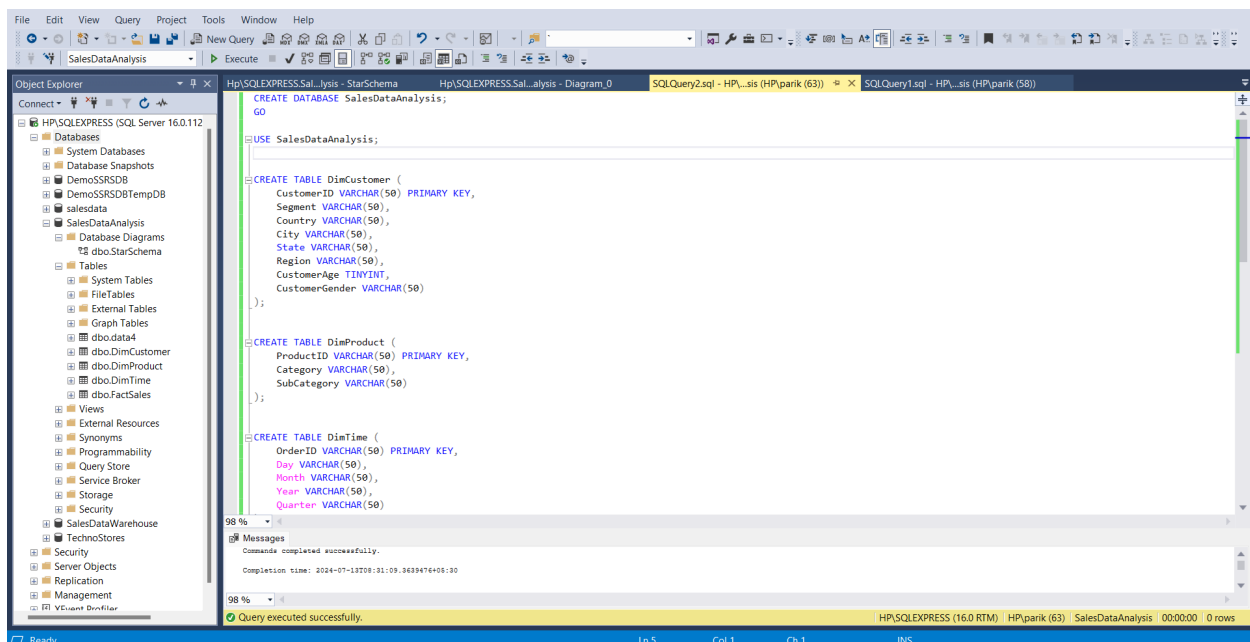 File Edit View Query Project Tools Window Help
New Query
SalesDataAnalysis Execute
Object Explorer
Connect
HP\SQLEXPRESS (SQL Server 16.0.112
Databases
System Databases
Database Snapshots
DemoSSRSDB
DemoSSRSDBTempDB
salesdata
SalesDataAnalysis
Database Diagrams
dbo.StarSchema
Tables
System Tables
FileTables
External Tables
Graph Tables
dbo.data4
dbo.DimCustomer
dbo.DimProduct
dbo.DimTime
dbo.FactSales
Views
External Resources
Synonyms
Programmability
Query Store
Service Broker
Storage
Security
SalesDataWarehouse
TechnoStores
Security
Server Objects
Replication
Management
XEvent Profiler
Hp\SQLEXPRESS.Sal...lysis - StarSchema Hp\SQLEXPRESS.Sal...alysis - Diagram_0 SQLQuery2.sql - HP\...sis (HP\parik (63)) SQLQuery1.sql - HP\...sis (HP\parik (58))
CREATE DATABASE SalesDataAnalysis;
GO
USE SalesDataAnalysis;
CREATE TABLE DimCustomer (
CustomerID VARCHAR(50) PRIMARY KEY,
Segment VARCHAR(50),
Country VARCHAR(50),
City VARCHAR(50),
State VARCHAR(50),
Region VARCHAR(50),
CustomerAge TINYINT,
CustomerGender VARCHAR(50)
);
CREATE TABLE DimProduct (
ProductID VARCHAR(50) PRIMARY KEY,
Category VARCHAR(50),
SubCategory VARCHAR(50)
);
CREATE TABLE DimTime (
OrderID VARCHAR(50) PRIMARY KEY,
Day VARCHAR(50),
Month VARCHAR(50),
Year VARCHAR(50),
Quarter VARCHAR(50)
98 %
Messages
Commands completed successfully.
Completion time: 2024-07-13T08:31:09.3639476+05:30
98 %
Query executed successfully. HP\SQLEXPRESS (16.0 RTM) HP\parik (63) SalesDataAnalysis 00:00:00 0 rows
Ready Ln 5 Col 1 Ch 1 INS